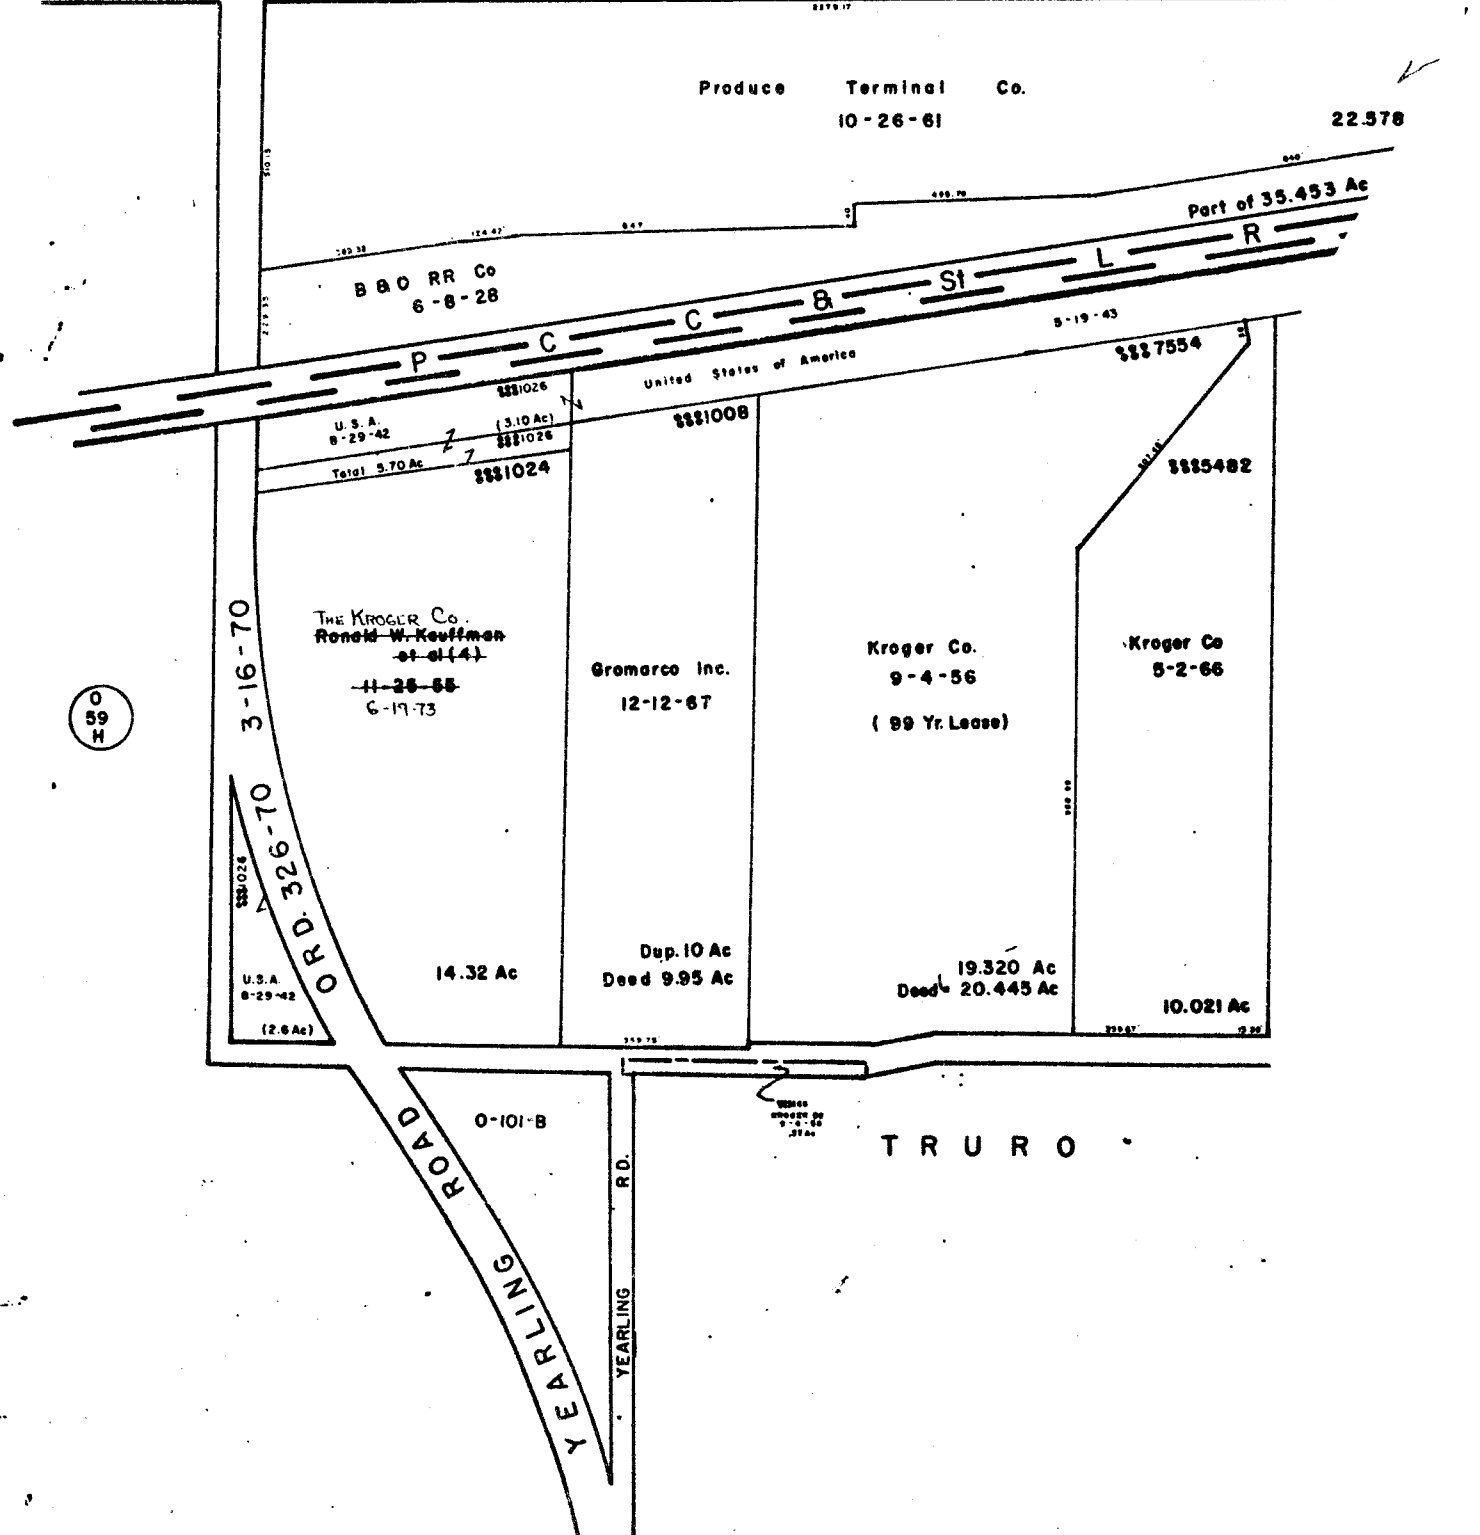 2279.17
Produce Terminal Co.
10-26-61
22.578
510.15
Part of 35.453 Ac
B&O RR Co
6-8-28
P C C & St L R
5-19-43
United States of America
U.S.A.
8-29-42
1026
(3.10 Ac)
1026
Total 5.70 Ac
1024
1008
7554
5482
THE KROGER CO.
Ronald W. Kauffman
et al (4)
6-19-73
Gromarco Inc.
12-12-67
Kroger Co.
9-4-56
( 99 Yr. Lease)
Kroger Co
5-2-66
O
59
H
ORD. 326-70 3-16-70
1026
U.S.A.
8-29-42
(2.6 Ac)
14.32 Ac
Dup. 10 Ac
Deed 9.95 Ac
19.320 Ac
Deed 20.445 Ac
10.021 Ac
O-101-B
YEARLING ROAD
YEARLING RD.
TRURO